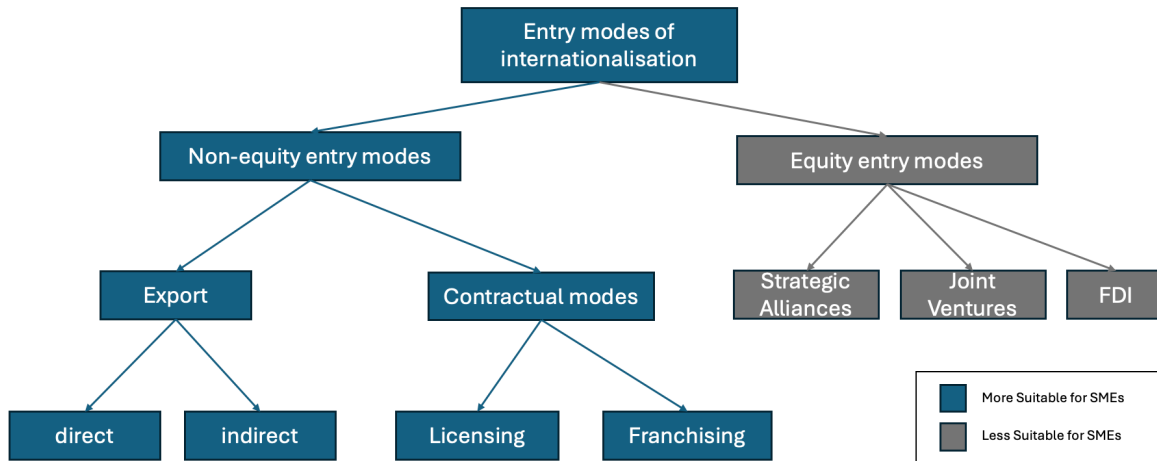 Entry modes of
internationalisation
Non-equity entry modes
Equity entry modes
Export
Contractual modes
Strategic
Alliances
Joint
Ventures
FDI
direct
indirect
Licensing
Franchising
More Suitable for SMEs
Less Suitable for SMEs